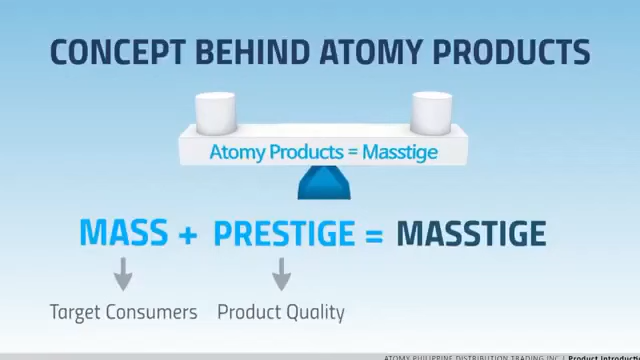 CONCEPT BEHIND ATOMY PRODUCTS
Atomy Products = Masstige
MASS + PRESTIGE = MASSTIGE
Target Consumers Product Quality
ATOMY PHILIPPINE DISTRIBUTION TRADING INC | Product Introducti